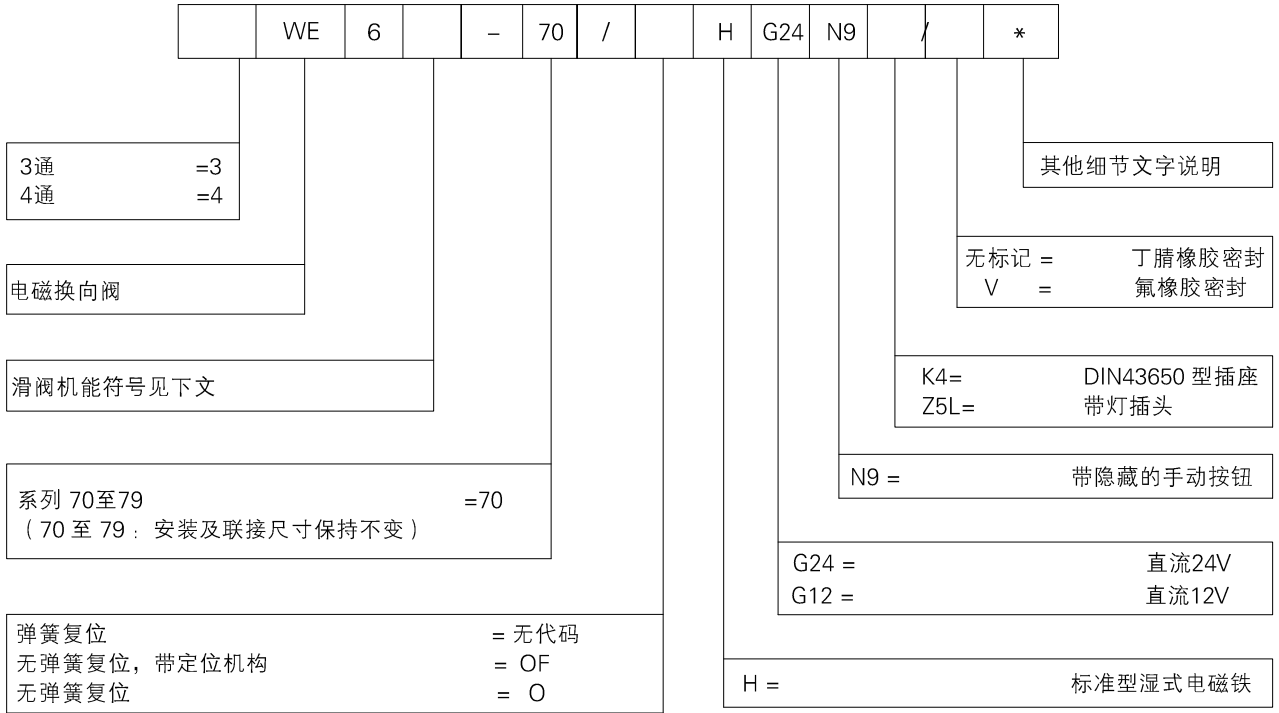 WE 6 – 70 / H G24 N9 / *
3通 =3
4通 =4
电磁换向阀
滑阀机能符号见下文
系列 70至79 =70
（70 至 79 : 安装及联接尺寸保持不变）
弹簧复位 = 无代码
无弹簧复位，带定位机构 = OF
无弹簧复位 = O
其他细节文字说明
无标记 = 丁腈橡胶密封
V = 氟橡胶密封
K4= DIN43650 型插座
Z5L= 带灯插头
N9 = 带隐藏的手动按钮
G24 = 直流24V
G12 = 直流12V
H = 标准型湿式电磁铁